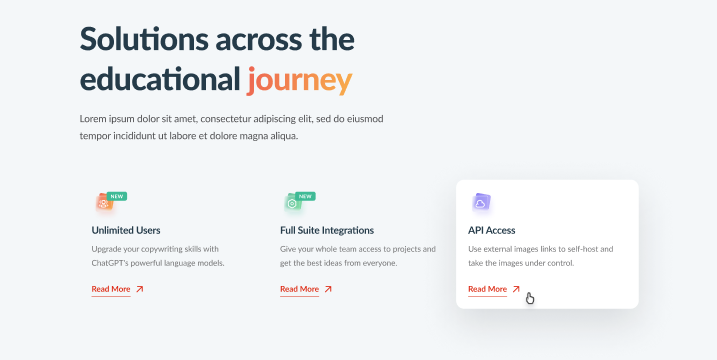 Solutions across the
educational journey
Lorem ipsum dolor sit amet, consectetur adipiscing elit, sed do eiusmod
tempor incididunt ut labore et dolore magna aliqua.
NEW
Unlimited Users
Upgrade your copywriting skills with
ChatGPT's powerful language models.
Read More
NEW
Full Suite Integrations
Give your whole team access to projects and
get the best ideas from everyone.
Read More
API Access
Use external images links to self-host and
take the images under control.
Read More